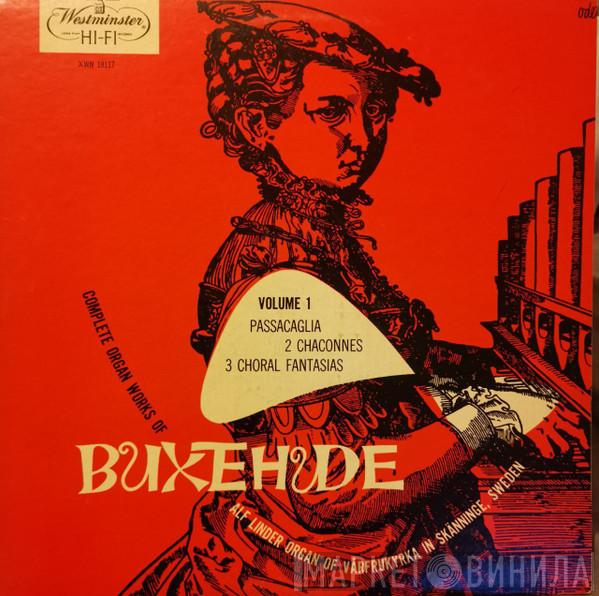 Westminster
HI-FI
XWN 18117
VOLUME 1
PASSACAGLIA
2 CHACONNES
3 CHORAL FANTASIAS
COMPLETE ORGAN WORKS OF
BUXEHUDE
ALF LINDER ORGAN OF VÅRFRUKYRKA IN SKÄNNINGE, SWEDEN
МАРКЕТ ВИНИЛА